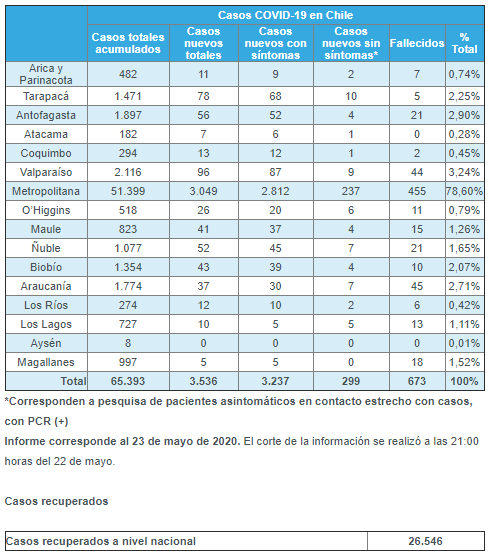 Casos COVID-19 en Chile
Casos totales acumulados Casos nuevos totales Casos nuevos con síntomas Casos nuevos sin síntomas* Fallecidos % Total
Arica y Parinacota 482 11 9 2 7 0,74%
Tarapacá 1.471 78 68 10 5 2,25%
Antofagasta 1.897 56 52 4 21 2,90%
Atacama 182 7 6 1 0 0,28%
Coquimbo 294 13 12 1 2 0,45%
Valparaíso 2.116 96 87 9 44 3,24%
Metropolitana 51.399 3.049 2.812 237 455 78,60%
O'Higgins 518 26 20 6 11 0,79%
Maule 823 41 37 4 15 1,26%
Ñuble 1.077 52 45 7 21 1,65%
Biobío 1.354 43 39 4 10 2,07%
Araucanía 1.774 37 30 7 45 2,71%
Los Ríos 274 12 10 2 6 0,42%
Los Lagos 727 10 5 5 13 1,11%
Aysén 8 0 0 0 0 0,01%
Magallanes 997 5 5 0 18 1,52%
Total 65.393 3.536 3.237 299 673 100%
*Corresponden a pesquisa de pacientes asintomáticos en contacto estrecho con casos,
con PCR (+)
Informe corresponde al 23 de mayo de 2020. El corte de la información se realizó a las 21:00
horas del 22 de mayo.
Casos recuperados
Casos recuperados a nivel nacional 26.546